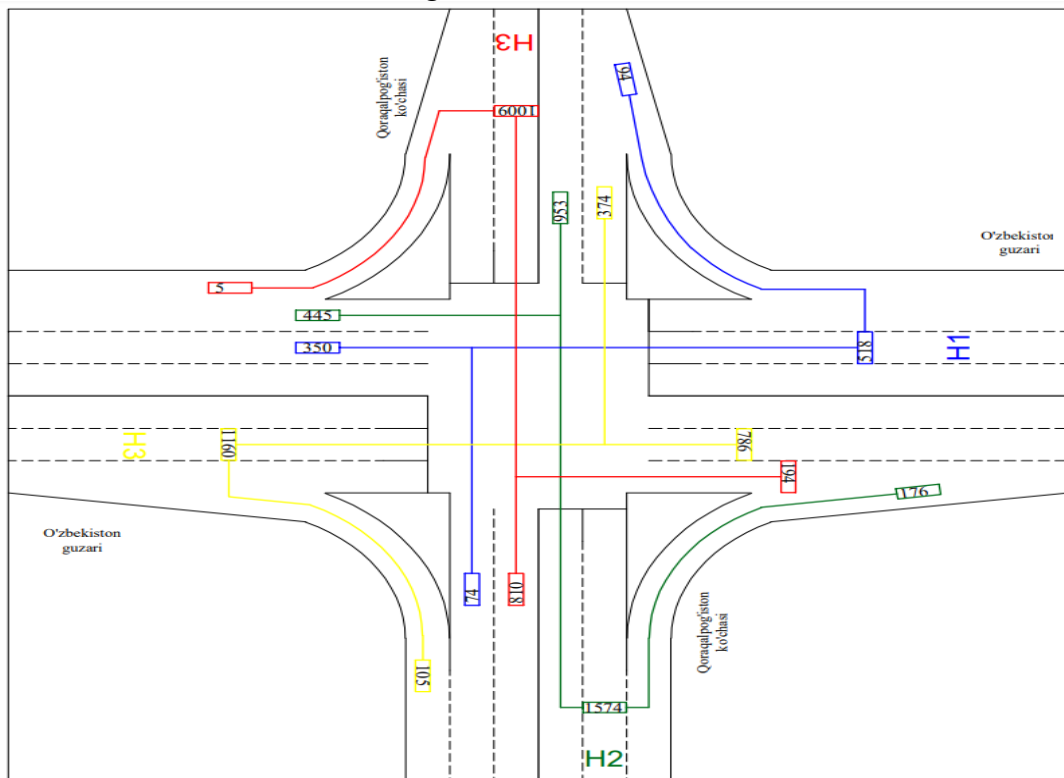 H3
94
Qoraqalpog'iston
ko'chasi
1009
953
374
O'zbekiston
guzari
5
445
350
518
H1
H3
1160
786
194
176
O'zbekiston
guzari
74
810
Qoraqalpog'iston
ko'chasi
105
1574
H2